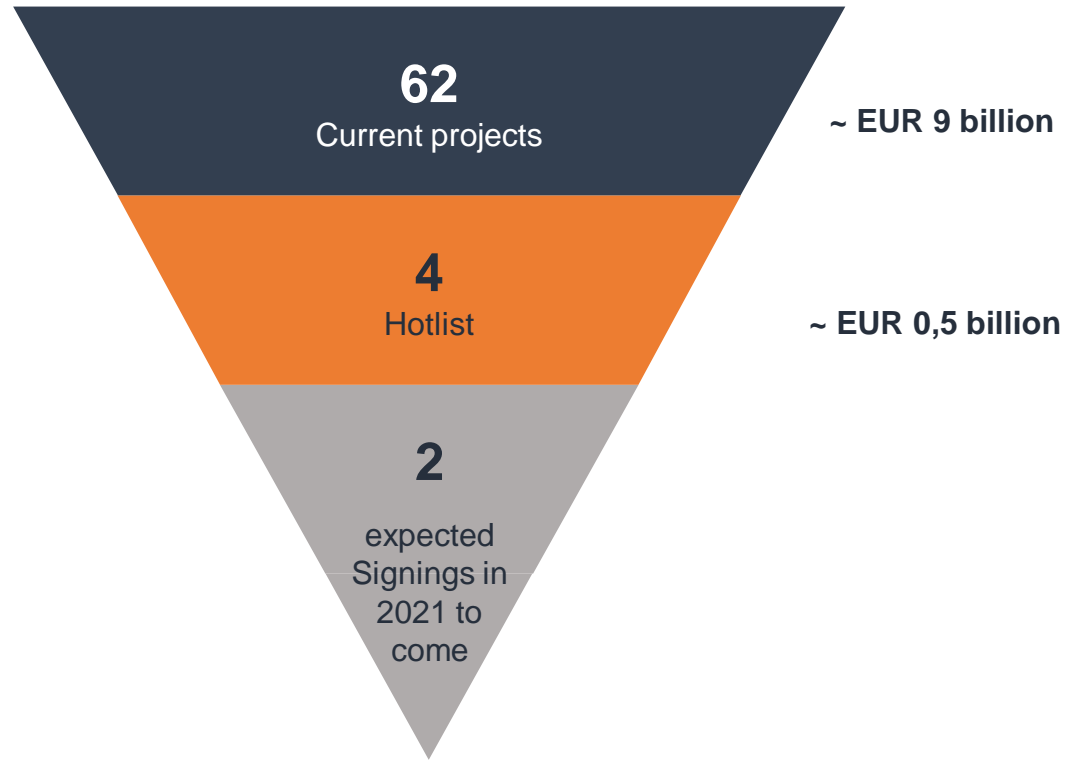 62
Current projects
~ EUR 9 billion
4
Hotlist
~ EUR 0,5 billion
2
expected
Signings in
2021 to
come